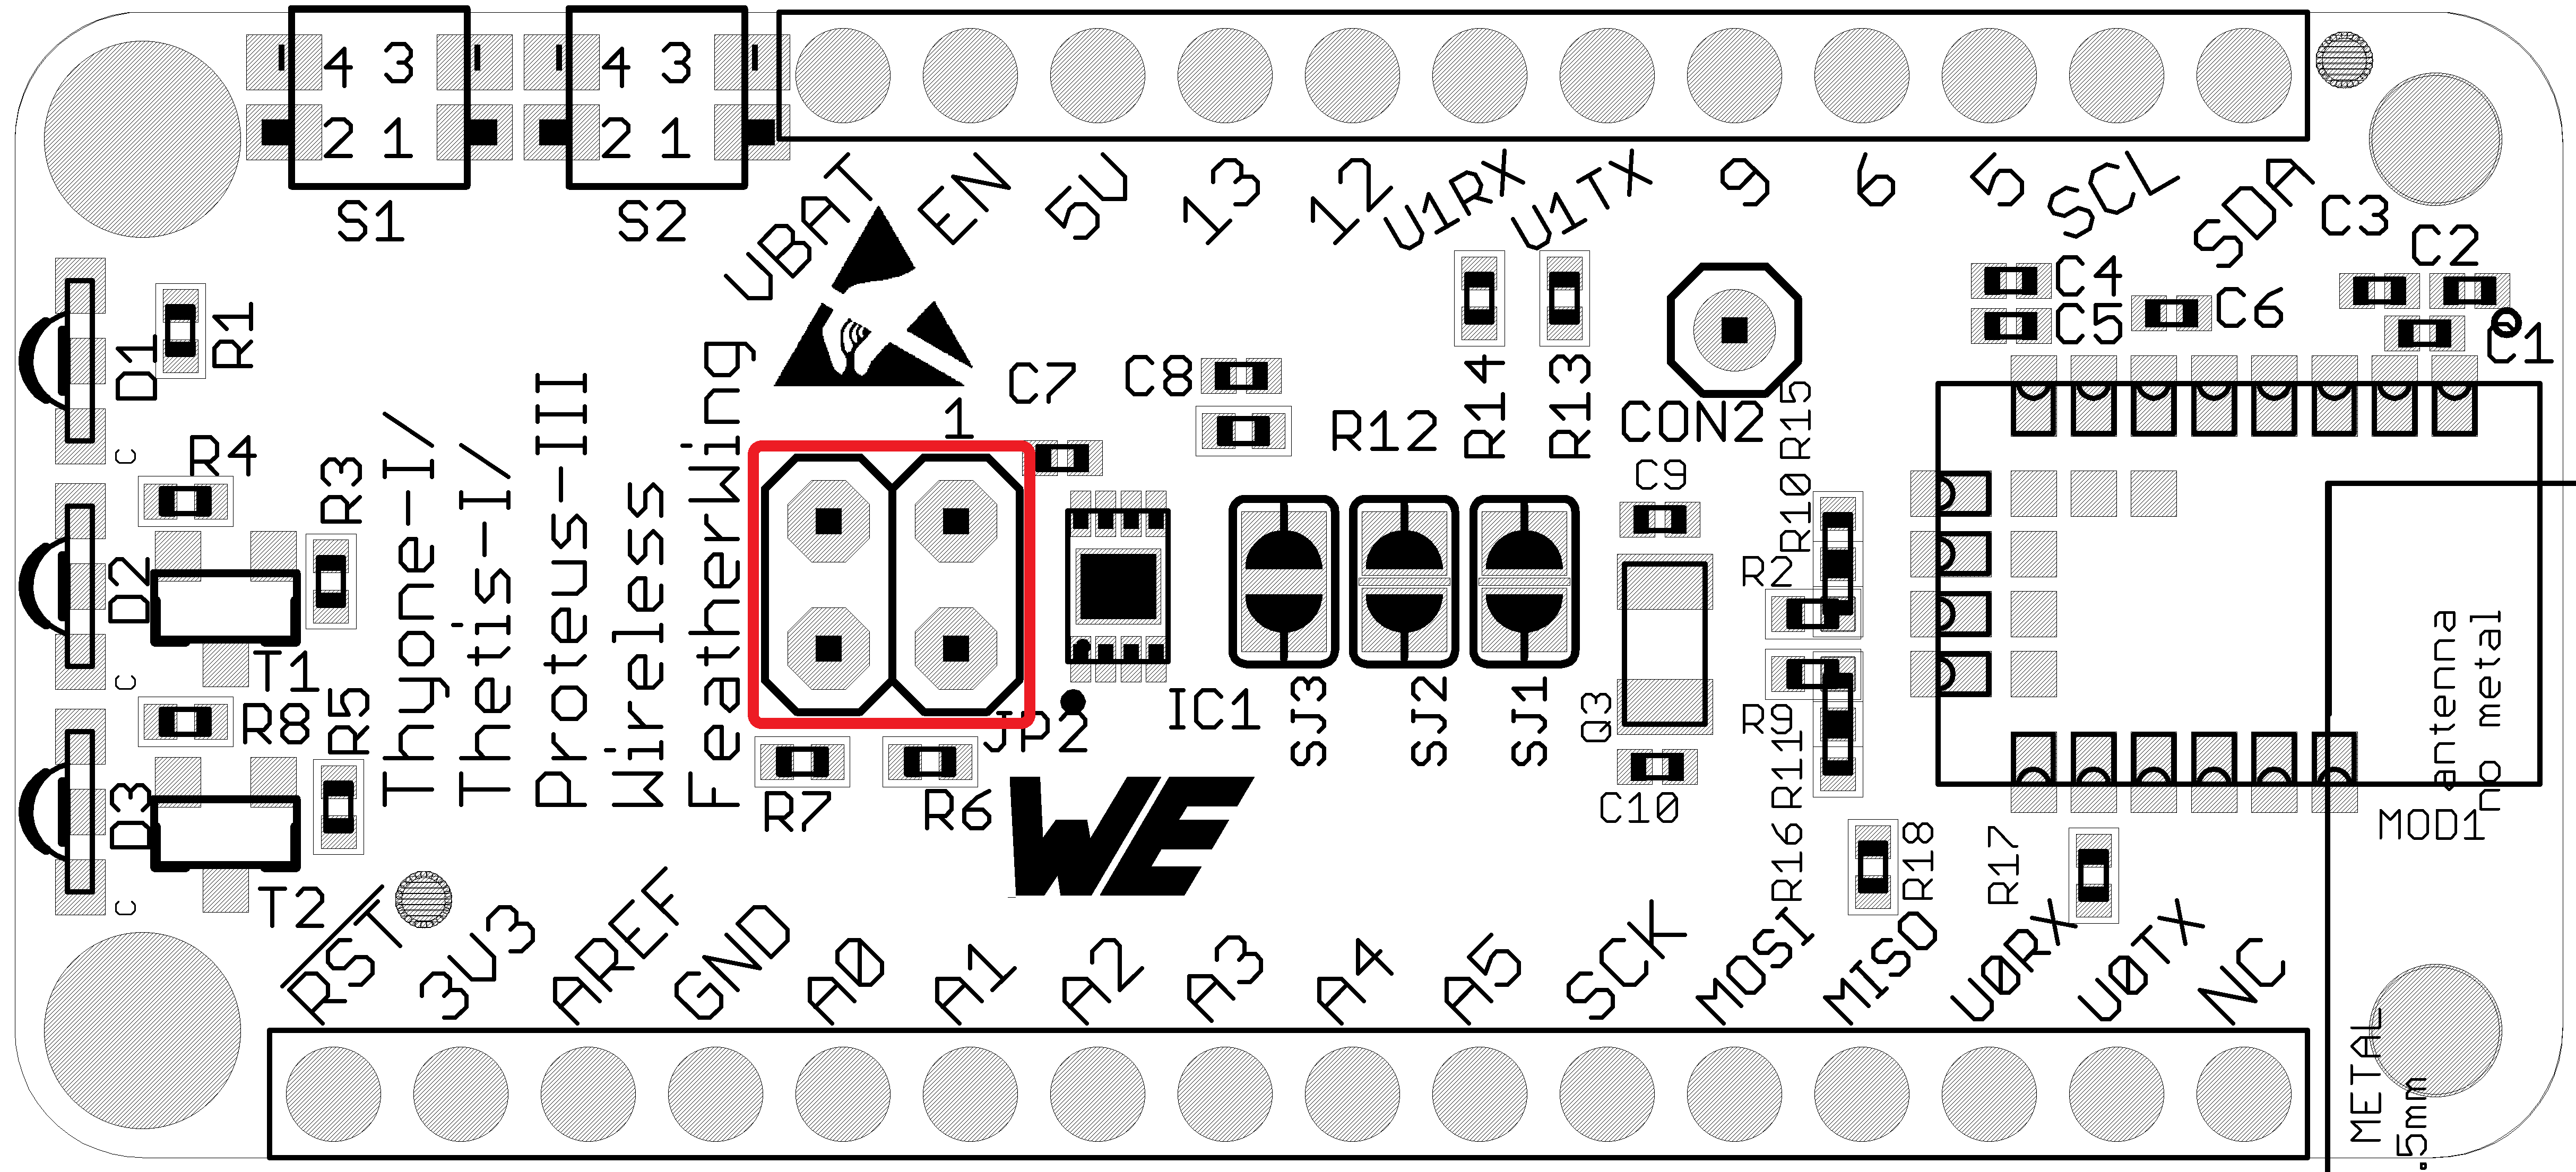 4 3
2 1
S1
4 3
2 1
S2
VBAT
EN
5V
13
12
U1RX
U1TX
9
6
5
SCL
SDA
C3
C2
C1
C4
C5
C6
D1
R1
C
R4
R3
D2
C
T1
R8
R5
D3
C
T2
Thyone-I/
Thetis-I/
Proteus-III
Wireless
FeatherWing
1
C7
C8
R12
R14
R13
CON2
R15
R10
C9
R2
JP2
IC1
SJ3
SJ2
SJ1
Q3
R9
R11
R16
C10
R7
R6
WE
R18
R17
MOD1
antenna
no metal
RST
3V3
AREF
GND
A0
A1
A2
A3
A4
A5
SCK
MOSI
MISO
U0RX
U0TX
NC
METAL
.5mm